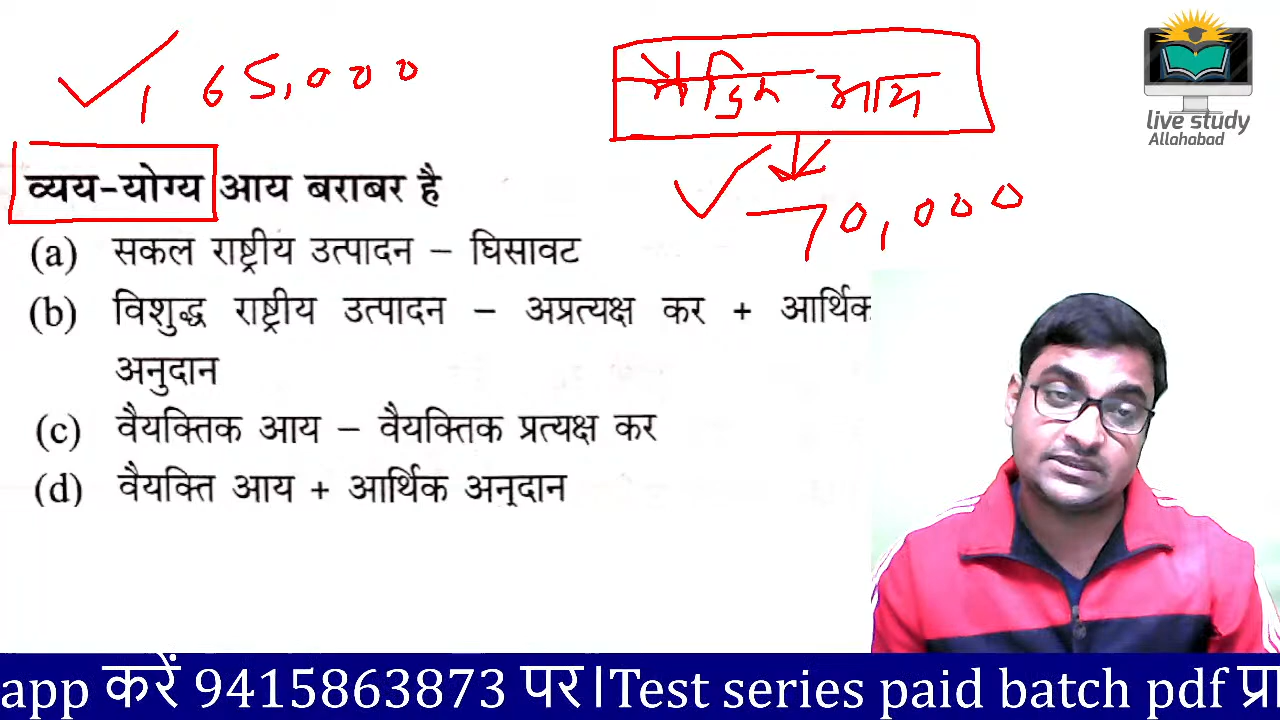 65,000
आय
70,000
live study
Allahabad
व्यय-योग्य आय बराबर है
(a) सकल राष्ट्रीय उत्पादन – घिसावट
(b) विशुद्ध राष्ट्रीय उत्पादन – अप्रत्यक्ष कर + आर्थिक
अनुदान
(c) वैयक्तिक आय – वैयक्तिक प्रत्यक्ष कर
(d) वैयक्ति आय + आर्थिक अनुदान
app करें 9415863873 पर।Test series paid batch pdf प्रा